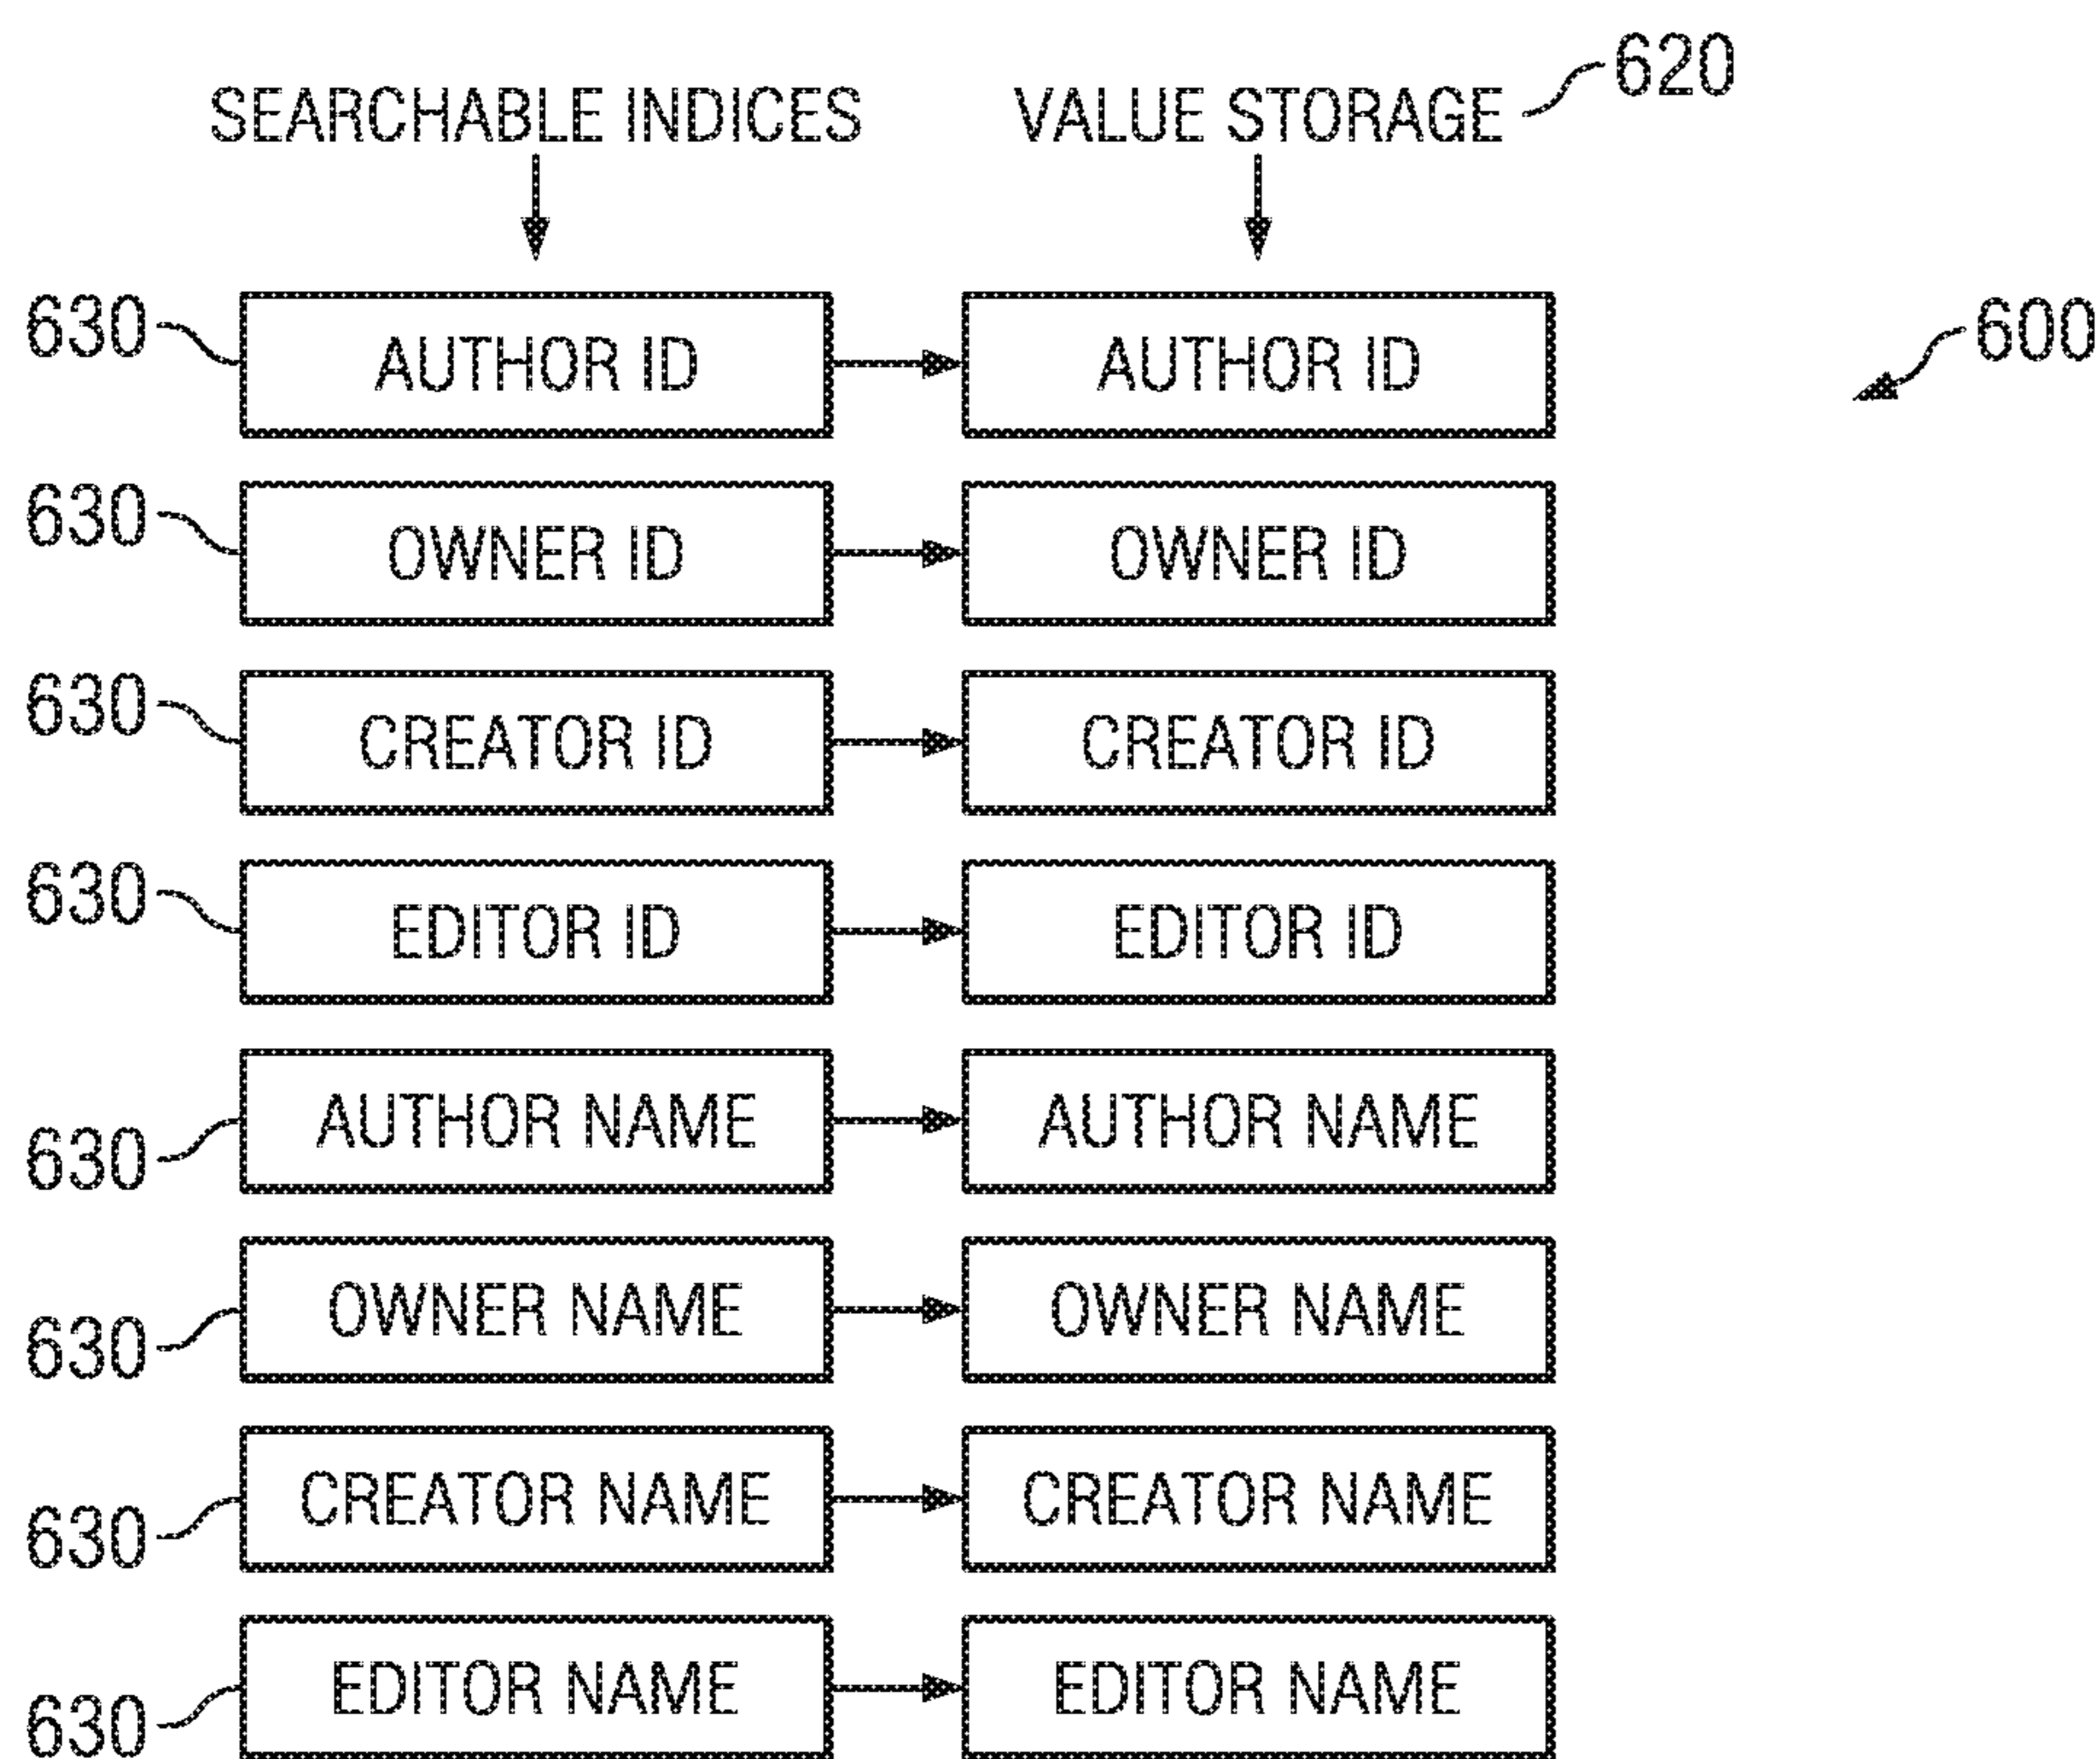 620
SEARCHABLE INDICES VALUE STORAGE
630 AUTHOR ID AUTHOR ID 600
630 OWNER ID OWNER ID
630 CREATOR ID CREATOR ID
630 EDITOR ID EDITOR ID
630 AUTHOR NAME AUTHOR NAME
630 OWNER NAME OWNER NAME
630 CREATOR NAME CREATOR NAME
630 EDITOR NAME EDITOR NAME